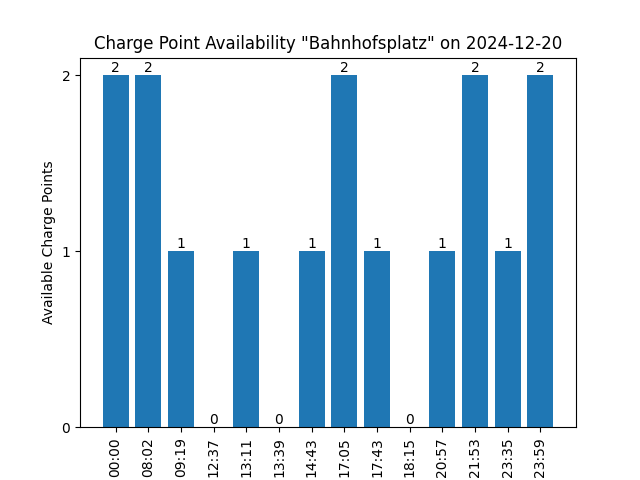 Charge Point Availability "Bahnhofsplatz" on 2024-12-20
2 2 1 0 1 0 1 2 1 0 1 2 1 2
2
1
0
Available Charge Points
00:00 08:02 09:19 12:37 13:11 13:39 14:43 17:05 17:43 18:15 20:57 21:53 23:35 23:59